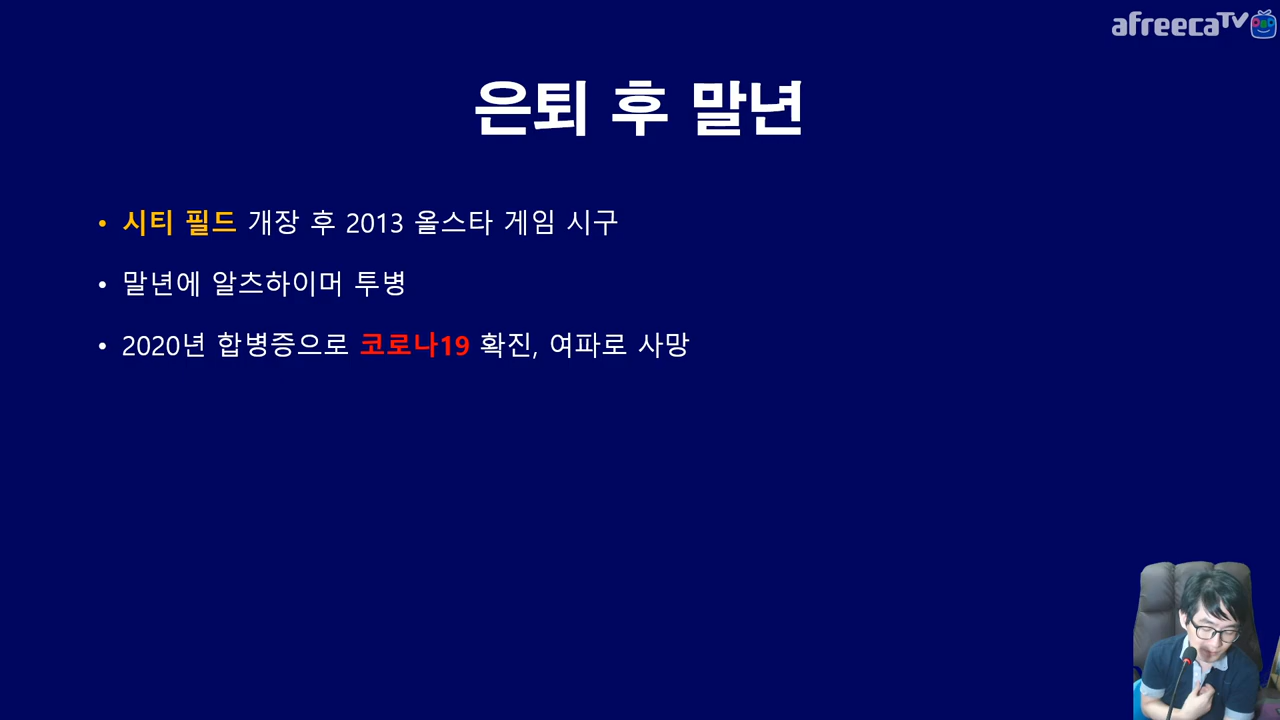 afreecaTV
은퇴 후 말년
• 시티 필드 개장 후 2013 올스타 게임 시구
• 말년에 알츠하이머 투병
• 2020년 합병증으로 코로나19 확진, 여파로 사망